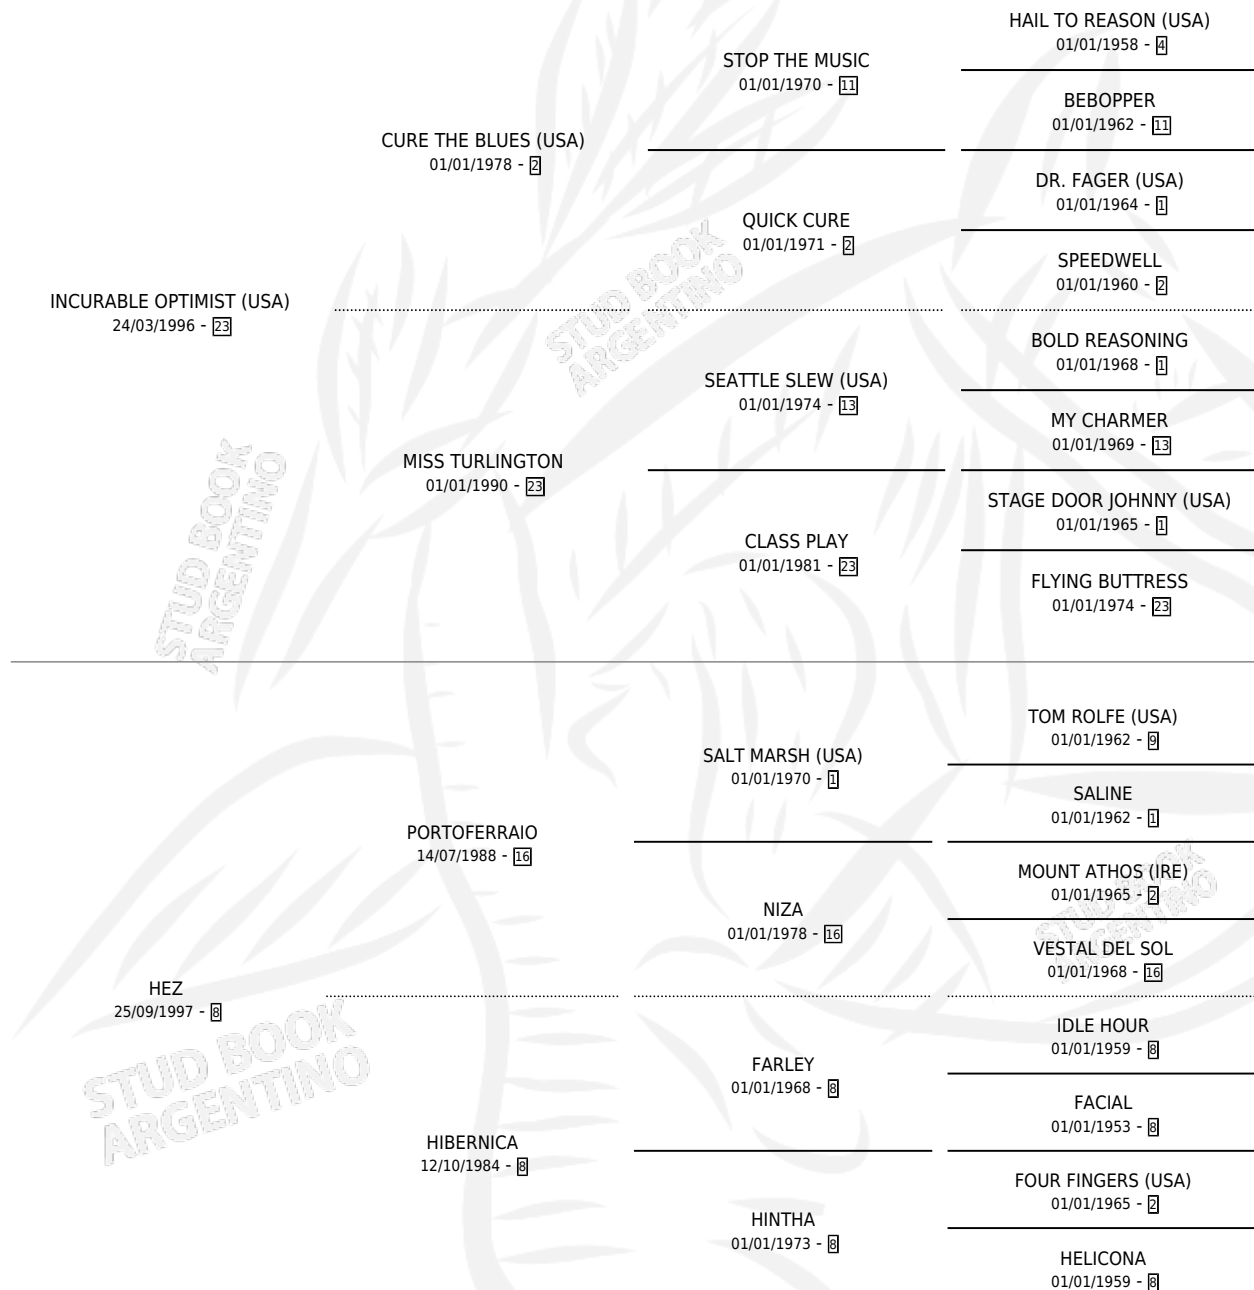 HAIL TO REASON (USA)
01/01/1958 - 4
STOP THE MUSIC
01/01/1970 - 11
BEBOPPER
01/01/1962 - 11
CURE THE BLUES (USA)
01/01/1978 - 2
DR. FAGER (USA)
01/01/1964 - 1
QUICK CURE
01/01/1971 - 2
SPEEDWELL
01/01/1960 - 2
INCURABLE OPTIMIST (USA)
24/03/1996 - 23
BOLD REASONING
01/01/1968 - 1
SEATTLE SLEW (USA)
01/01/1974 - 13
MY CHARMER
01/01/1969 - 13
MISS TURLINGTON
01/01/1990 - 23
STAGE DOOR JOHNNY (USA)
01/01/1965 - 1
CLASS PLAY
01/01/1981 - 23
FLYING BUTTRESS
01/01/1974 - 23
TOM ROLFE (USA)
01/01/1962 - 9
SALT MARSH (USA)
01/01/1970 - 1
SALINE
01/01/1962 - 1
PORTOFERRAIO
14/07/1988 - 16
MOUNT ATHOS (IRE)
01/01/1965 - 2
NIZA
01/01/1978 - 16
VESTAL DEL SOL
01/01/1968 - 16
HEZ
25/09/1997 - 8
IDLE HOUR
01/01/1959 - 8
FARLEY
01/01/1968 - 8
FACIAL
01/01/1953 - 8
HIBERNICA
12/10/1984 - 8
FOUR FINGERS (USA)
01/01/1965 - 2
HINTHA
01/01/1973 - 8
HELICONA
01/01/1959 - 8
STUD BOOK
ARGENTINO
STUD BOOK
ARGENTINO
STUD BOOK
ARGENTINO
STUD BOOK
ARGENTINO